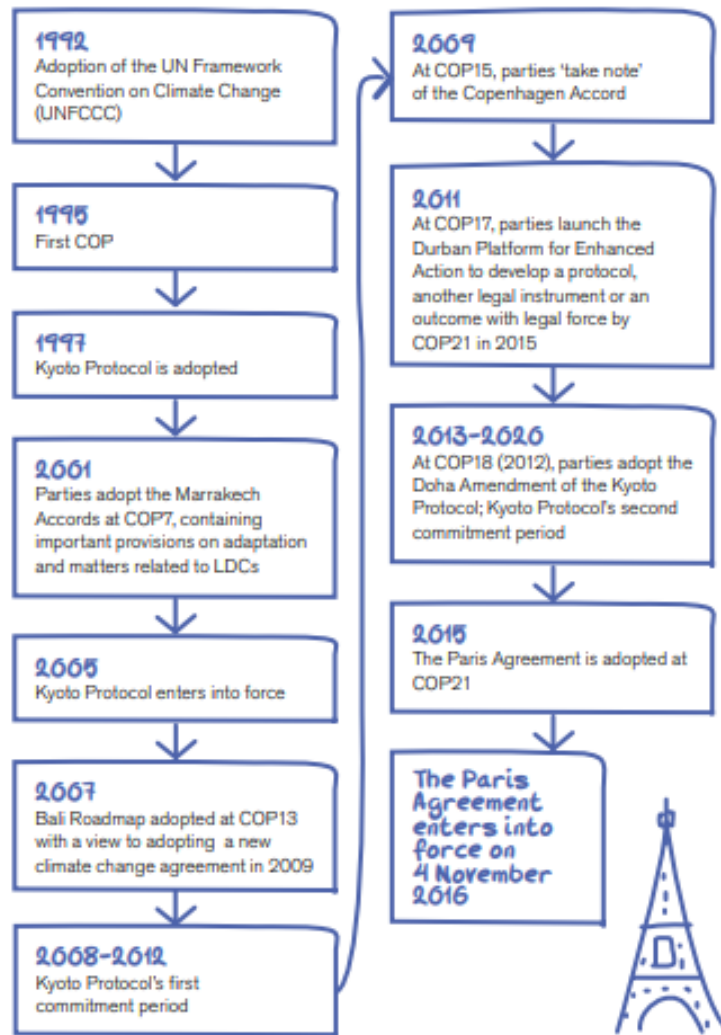 1992
Adoption of the UN Framework
Convention on Climate Change
(UNFCCC)
1995
First COP
1997
Kyoto Protocol is adopted
2001
Parties adopt the Marrakech
Accords at COP7, containing
important provisions on adaptation
and matters related to LDCs
2005
Kyoto Protocol enters into force
2007
Bali Roadmap adopted at COP13
with a view to adopting a new
climate change agreement in 2009
2008-2012
Kyoto Protocol's first
commitment period
2009
At COP15, parties ‘take note’
of the Copenhagen Accord
2011
At COP17, parties launch the
Durban Platform for Enhanced
Action to develop a protocol,
another legal instrument or an
outcome with legal force by
COP21 in 2015
2013-2020
At COP18 (2012), parties adopt the
Doha Amendment of the Kyoto
Protocol; Kyoto Protocol's second
commitment period
2015
The Paris Agreement is adopted at
COP21
The Paris
Agreement
enters into
force on
4 November
2016